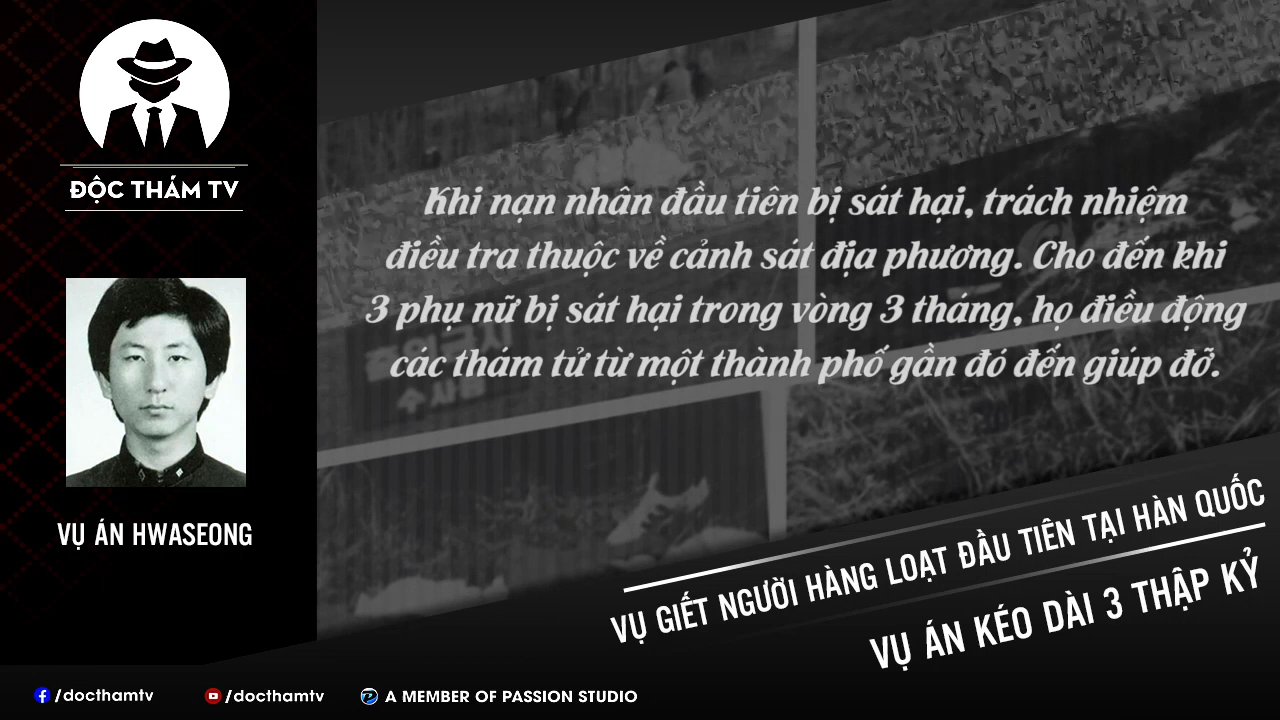 ĐỘC THÁM TV
VỤ ÁN HWASEONG
Khi nạn nhân đầu tiên bị sát hại, trách nhiệm
điều tra thuộc về cảnh sát địa phương. Cho đến khi
3 phụ nữ bị sát hại trong vòng 3 tháng, họ điều động
các thám tử từ một thành phố gần đó đến giúp đỡ.
VỤ GIẾT NGƯỜI HÀNG LOẠT ĐẦU TIÊN TẠI HÀN QUỐC
VỤ ÁN KÉO DÀI 3 THẬP KỶ
/docthamtv
/docthamtv
A MEMBER OF PASSION STUDIO